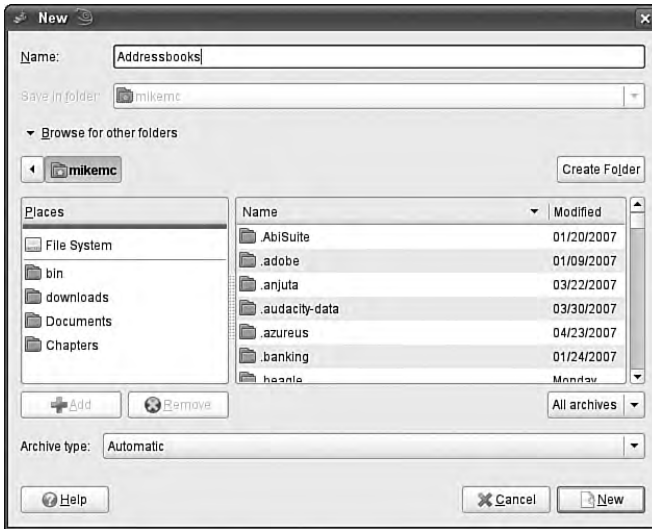 New
Name: Addressbooks
Save in folder: mikemc
Browse for other folders
mikemc
Create Folder
Places
File System
bin
downloads
Documents
Chapters
Name Modified
.AbiSuite 01/20/2007
.adobe 01/09/2007
.anjuta 03/22/2007
.audacity-data 03/30/2007
.azureus 04/23/2007
.banking 01/24/2007
.beagle Monday
Add Remove All archives
Archive type: Automatic
Help Cancel New